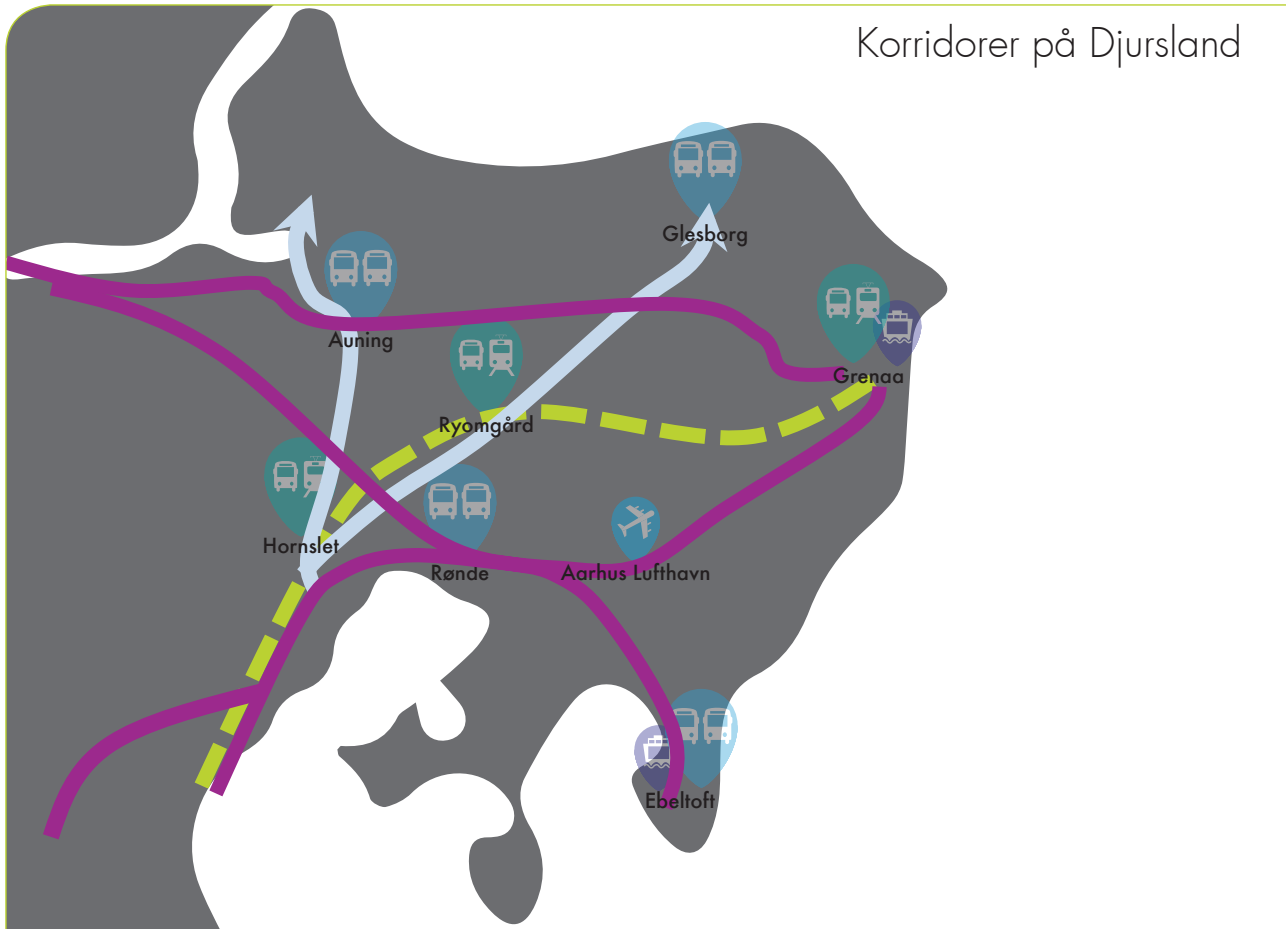 Korridorer på Djursland
Glesborg
Auning
Grenaa
Ryomgård
Hornslet
Rønde
Aarhus Lufthavn
Ebeltoft